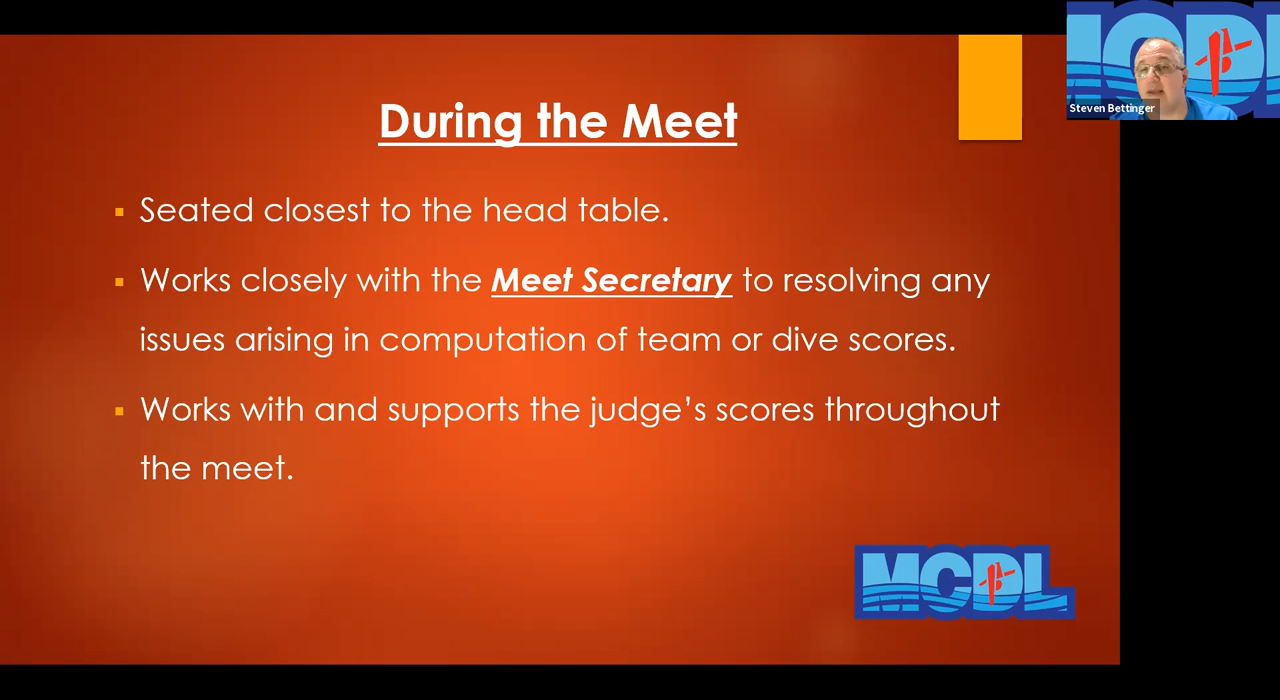 During the Meet
Seated closest to the head table.
Works closely with the Meet Secretary to resolving any
issues arising in computation of team or dive scores.
Works with and supports the judge’s scores throughout
the meet.
MCDL
MCDL
Steven Bettinger